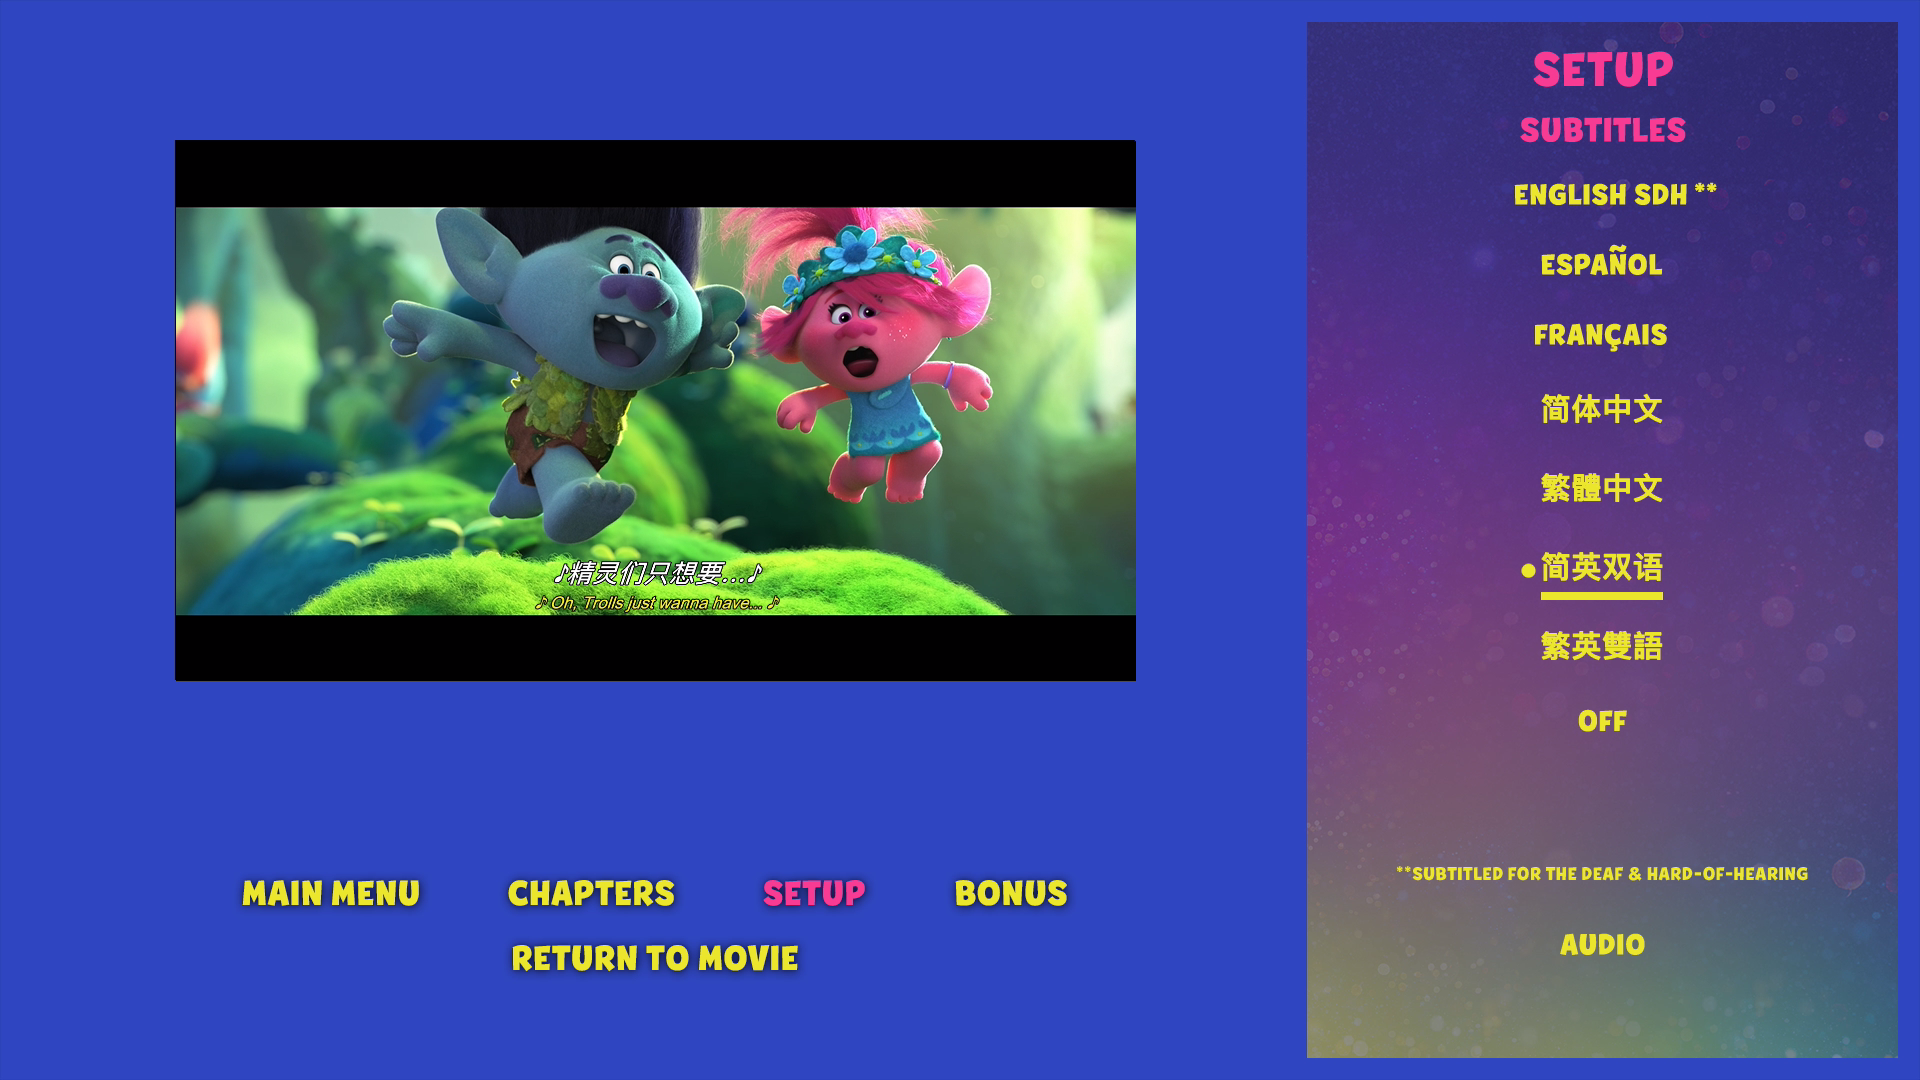 SETUP
SUBTITLES
ENGLISH SDH **
ESPAÑOL
FRANÇAIS
简体中文
繁體中文
简英双语
繁英雙語
OFF
**SUBTITLED FOR THE DEAF & HARD-OF-HEARING
AUDIO
♪精灵们只想要...♪
♪ Oh, Trolls just wanna have... ♪
MAIN MENU CHAPTERS SETUP BONUS
RETURN TO MOVIE